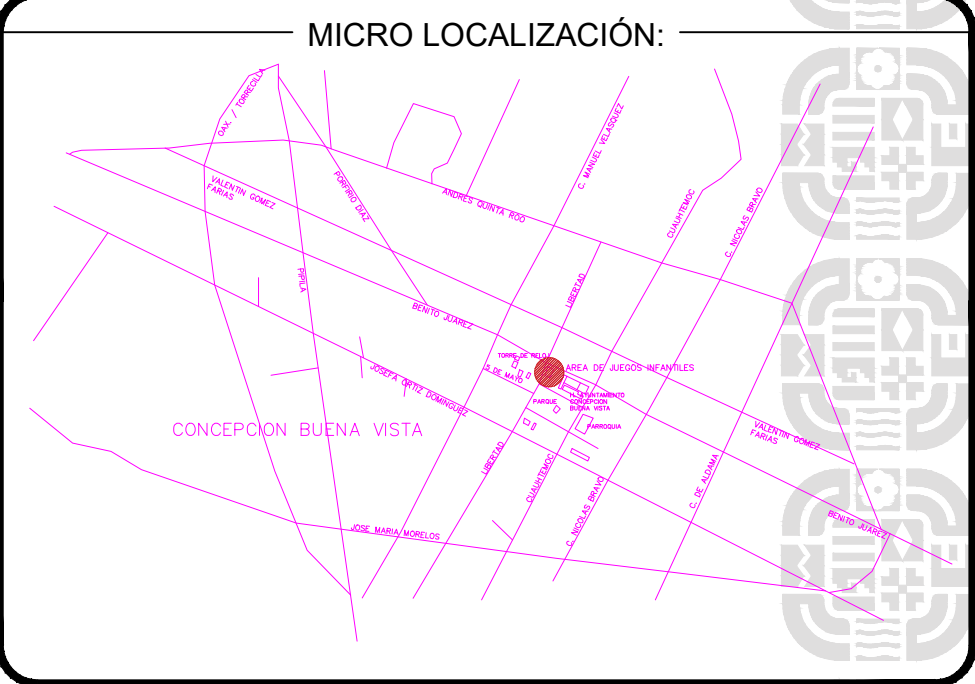 MICRO LOCALIZACIÓN:
OAX. / TORRECILLA
C. MANUEL VELASQUEZ
VALENTIN GOMEZ
FARIAS
PORFIRIO DIAZ
ANDRES QUINTA ROO
CUAUHTEMOC
C. NICOLAS BRAVO
PIPILA
LIBERTAD
BENITO JUAREZ
TORRE DE RELOJ
AREA DE JUEGOS INFANTILES
5 DE MAYO
JOSEFA ORTIZ DOMINGUEZ
H. AYUNTAMIENTO
CONCEPCION
BUENA VISTA
PARQUE
PARROQUIA
CONCEPCION BUENA VISTA
VALENTIN GOMEZ
FARIAS
LIBERTAD
CUAUHTEMOC
C. NICOLAS BRAVO
C. DE ALDAMA
BENITO JUAREZ
JOSE MARIA MORELOS